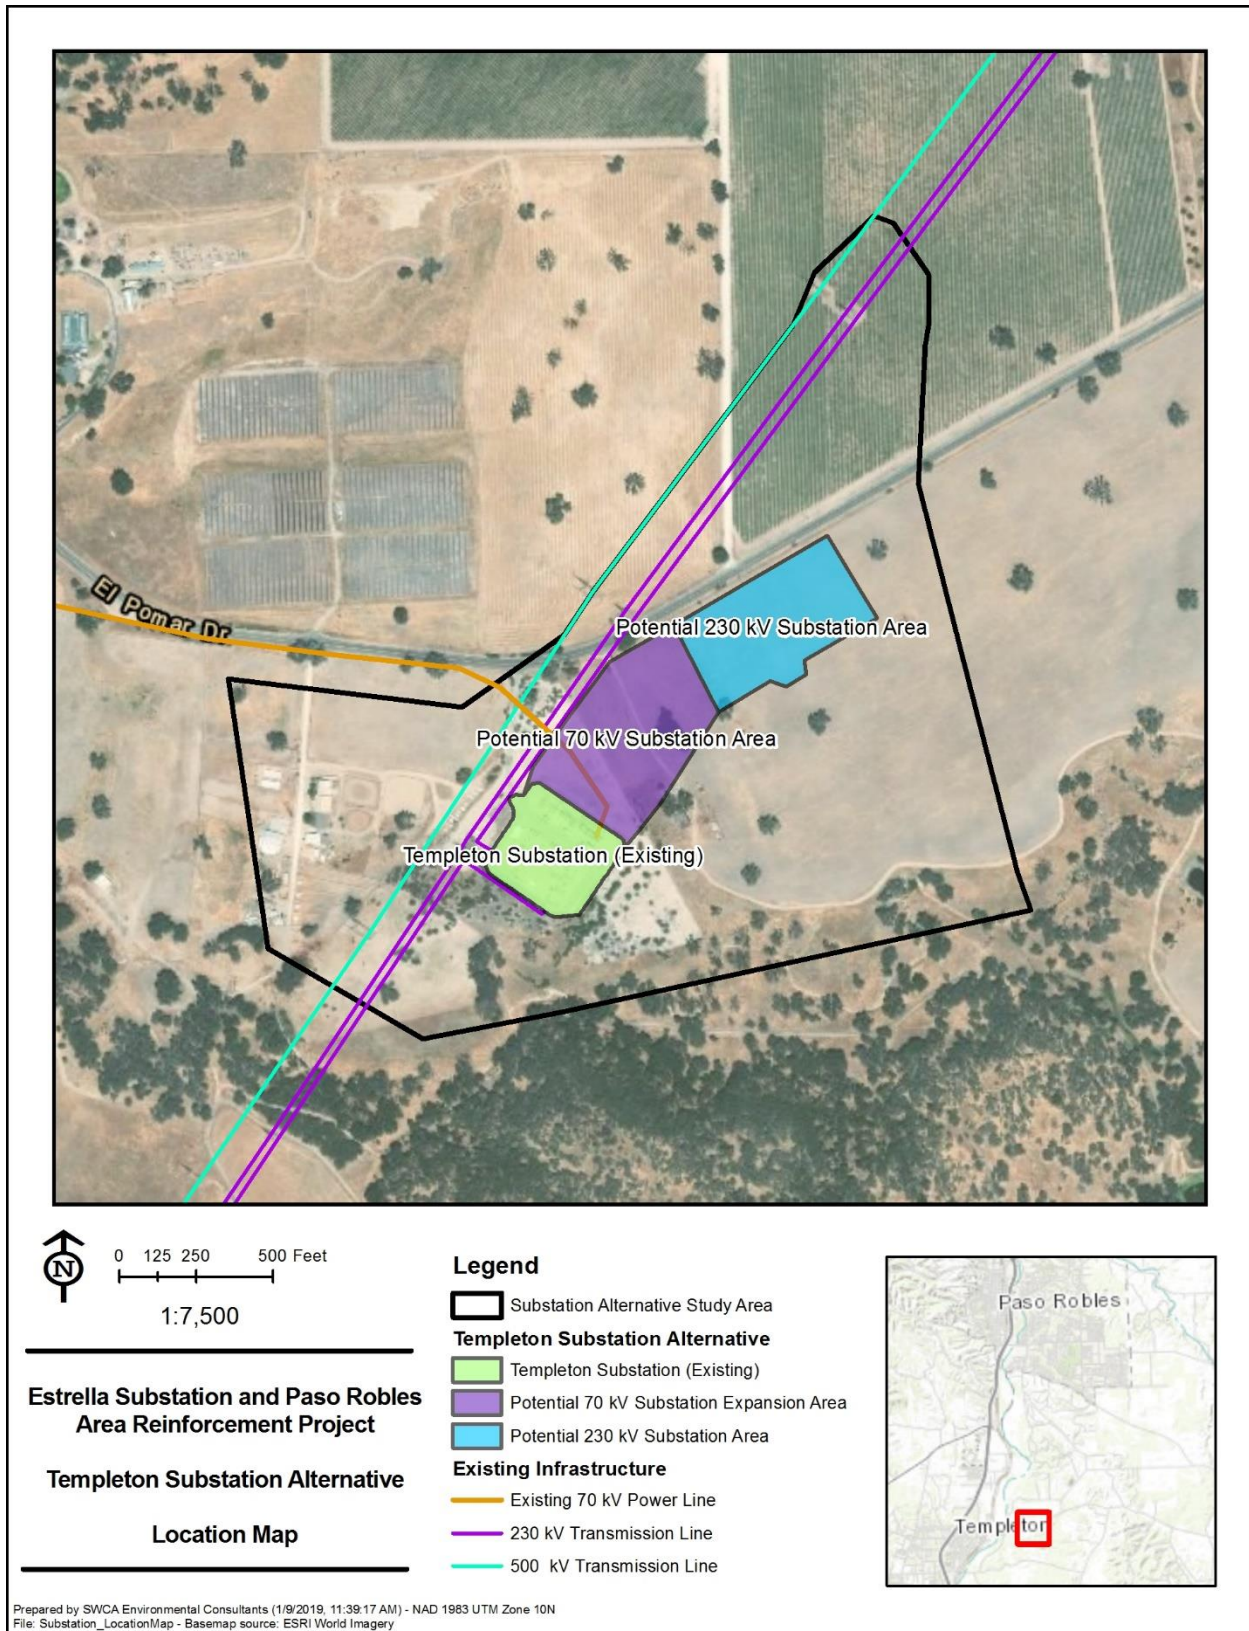 El Pomar Dr
Potential 230 kV Substation Area
Potential 70 kV Substation Area
Templeton Substation (Existing)
N
0 125 250 500 Feet
1:7,500
Estrella Substation and Paso Robles
Area Reinforcement Project
Templeton Substation Alternative
Location Map
Legend
Substation Alternative Study Area
Templeton Substation Alternative
Templeton Substation (Existing)
Potential 70 kV Substation Expansion Area
Potential 230 kV Substation Area
Existing Infrastructure
Existing 70 kV Power Line
230 kV Transmission Line
500 kV Transmission Line
Paso Robles
Templeton
Prepared by SWCA Environmental Consultants (1/9/2019, 11:39:17 AM) - NAD 1983 UTM Zone 10N
File: Substation_LocationMap - Basemap source: ESRI World Imagery